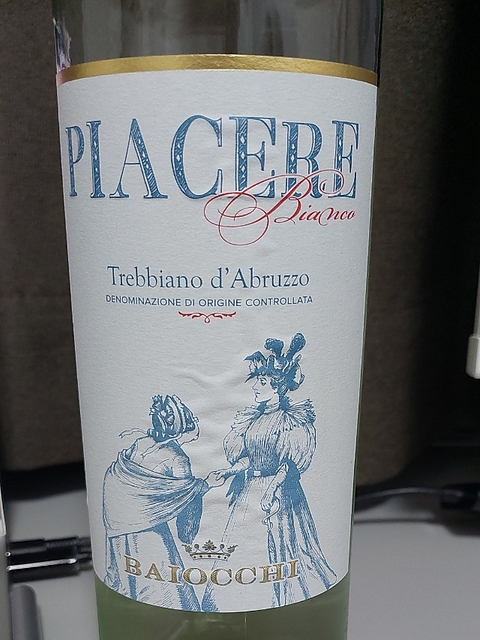 PIACERE
Bianco
Trebbiano d'Abruzzo
DENOMINAZIONE DI ORIGINE CONTROLLATA
BAIOCCHI